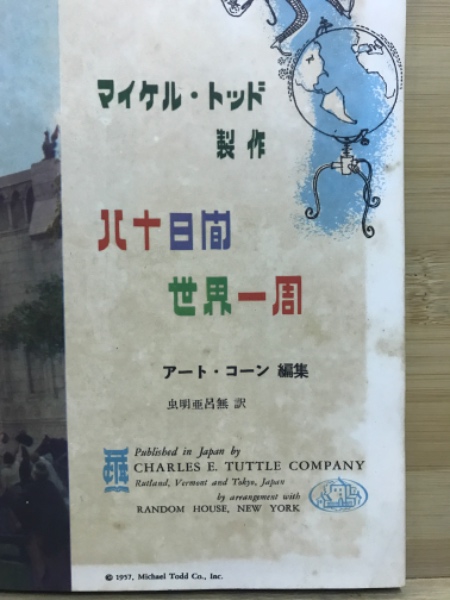 マイケル・トッド
製作
八十日間
世界一周
アート・コーン 編集
虫明亜呂無 訳
Published in Japan by
CHARLES E. TUTTLE COMPANY
Rutland, Vermont and Tokyo, Japan
by arrangement with
RANDOM HOUSE, NEW YORK
© 1957, Michael Todd Co., Inc.